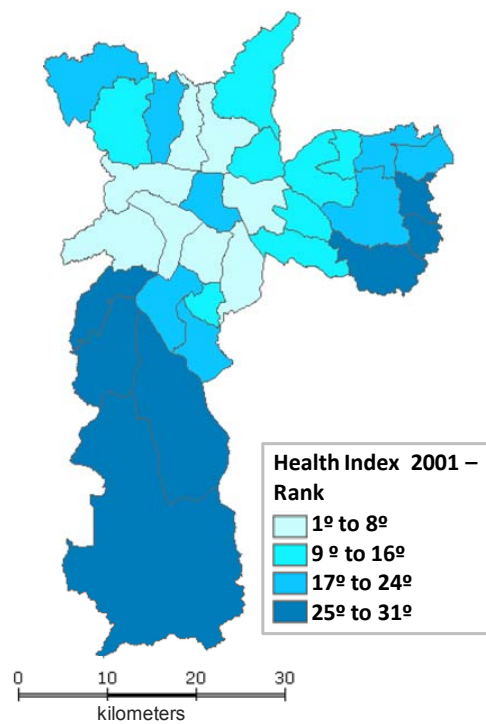 Health Index 2001 –
Rank
1º to 8º
9 º to 16º
17º to 24º
25º to 31º
0 10 20 30
kilometers